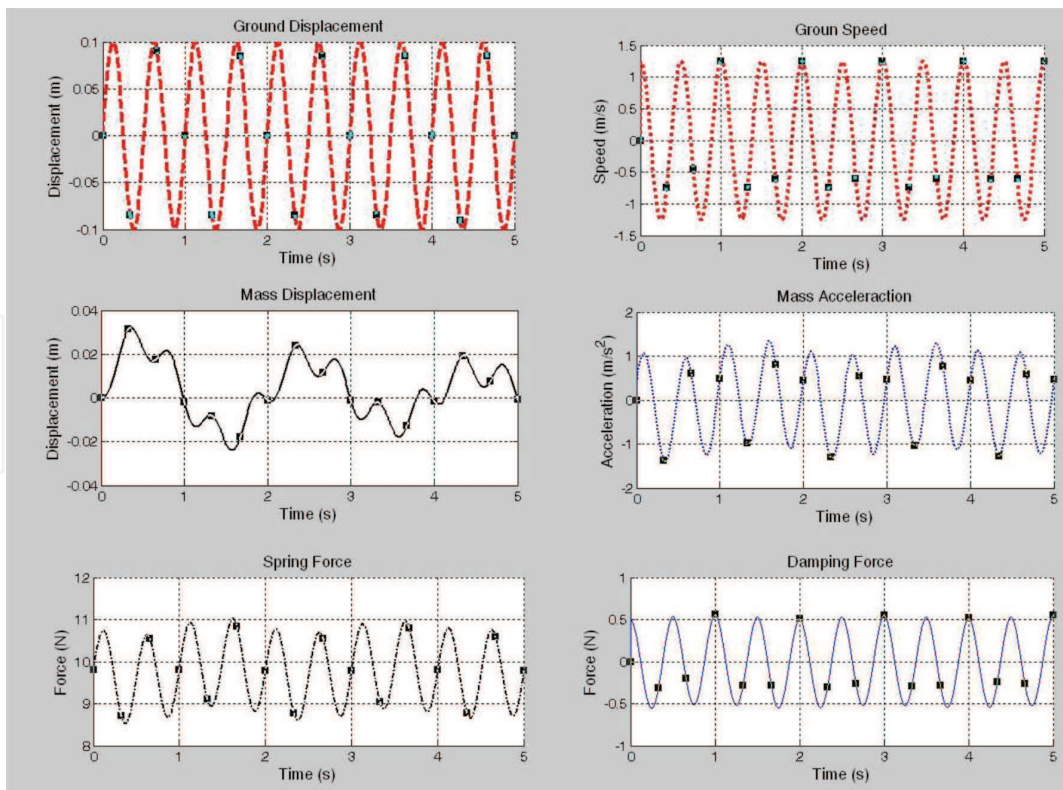 Ground Displacement
0.1
0.05
0
-0.05
-0.1
Displacement (m)
0 1 2 3 4 5
Time (s)
Groun Speed
1.5
1
0.5
0
-0.5
-1
-1.5
Speed (m/s)
0 1 2 3 4 5
Time (s)
Mass Displacement
0.04
0.02
0
-0.02
-0.04
Displacement (m)
0 1 2 3 4 5
Time (s)
Mass Acceleraction
2
1
0
-1
-2
Acceleration (m/s²)
0 1 2 3 4 5
Time (s)
Spring Force
12
11
10
9
8
Force (N)
0 1 2 3 4 5
Time (s)
Damping Force
1
0.5
0
-0.5
-1
Force (N)
0 1 2 3 4 5
Time (s)